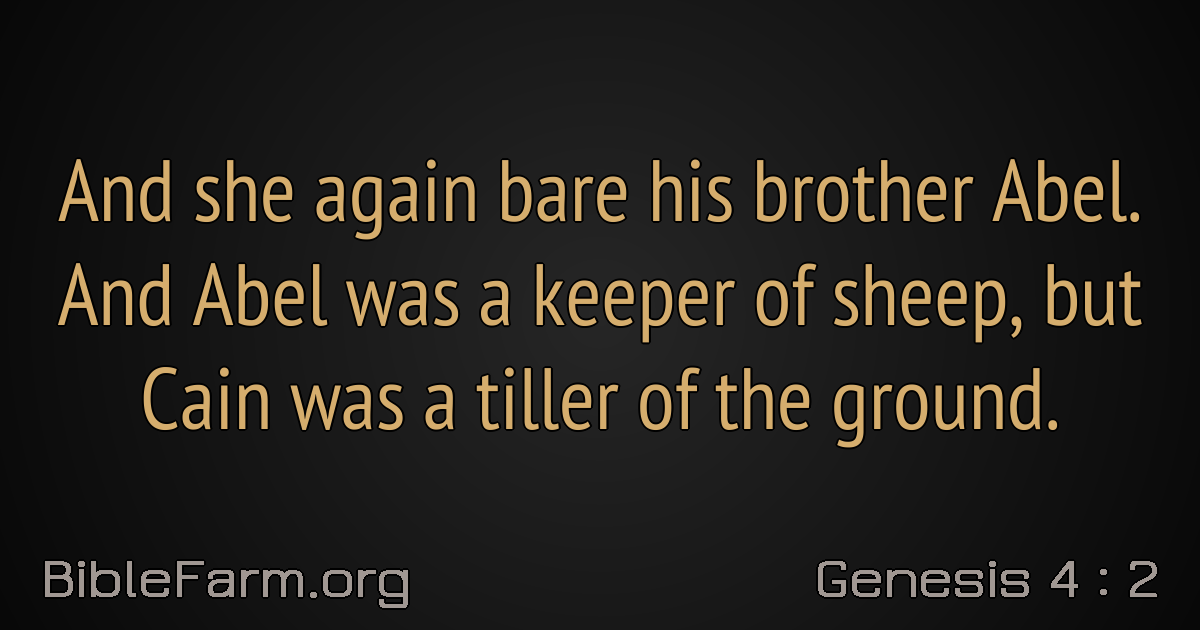 And she again bare his brother Abel.
And Abel was a keeper of sheep, but
Cain was a tiller of the ground.
BibleFarm.org
Genesis 4 : 2